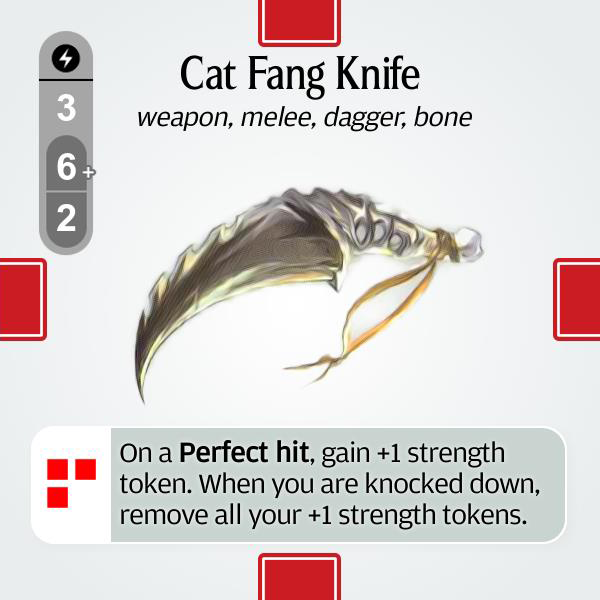 Cat Fang Knife
weapon, melee, dagger, bone
3
6+
2
On a Perfect hit, gain +1 strength
token. When you are knocked down,
remove all your +1 strength tokens.